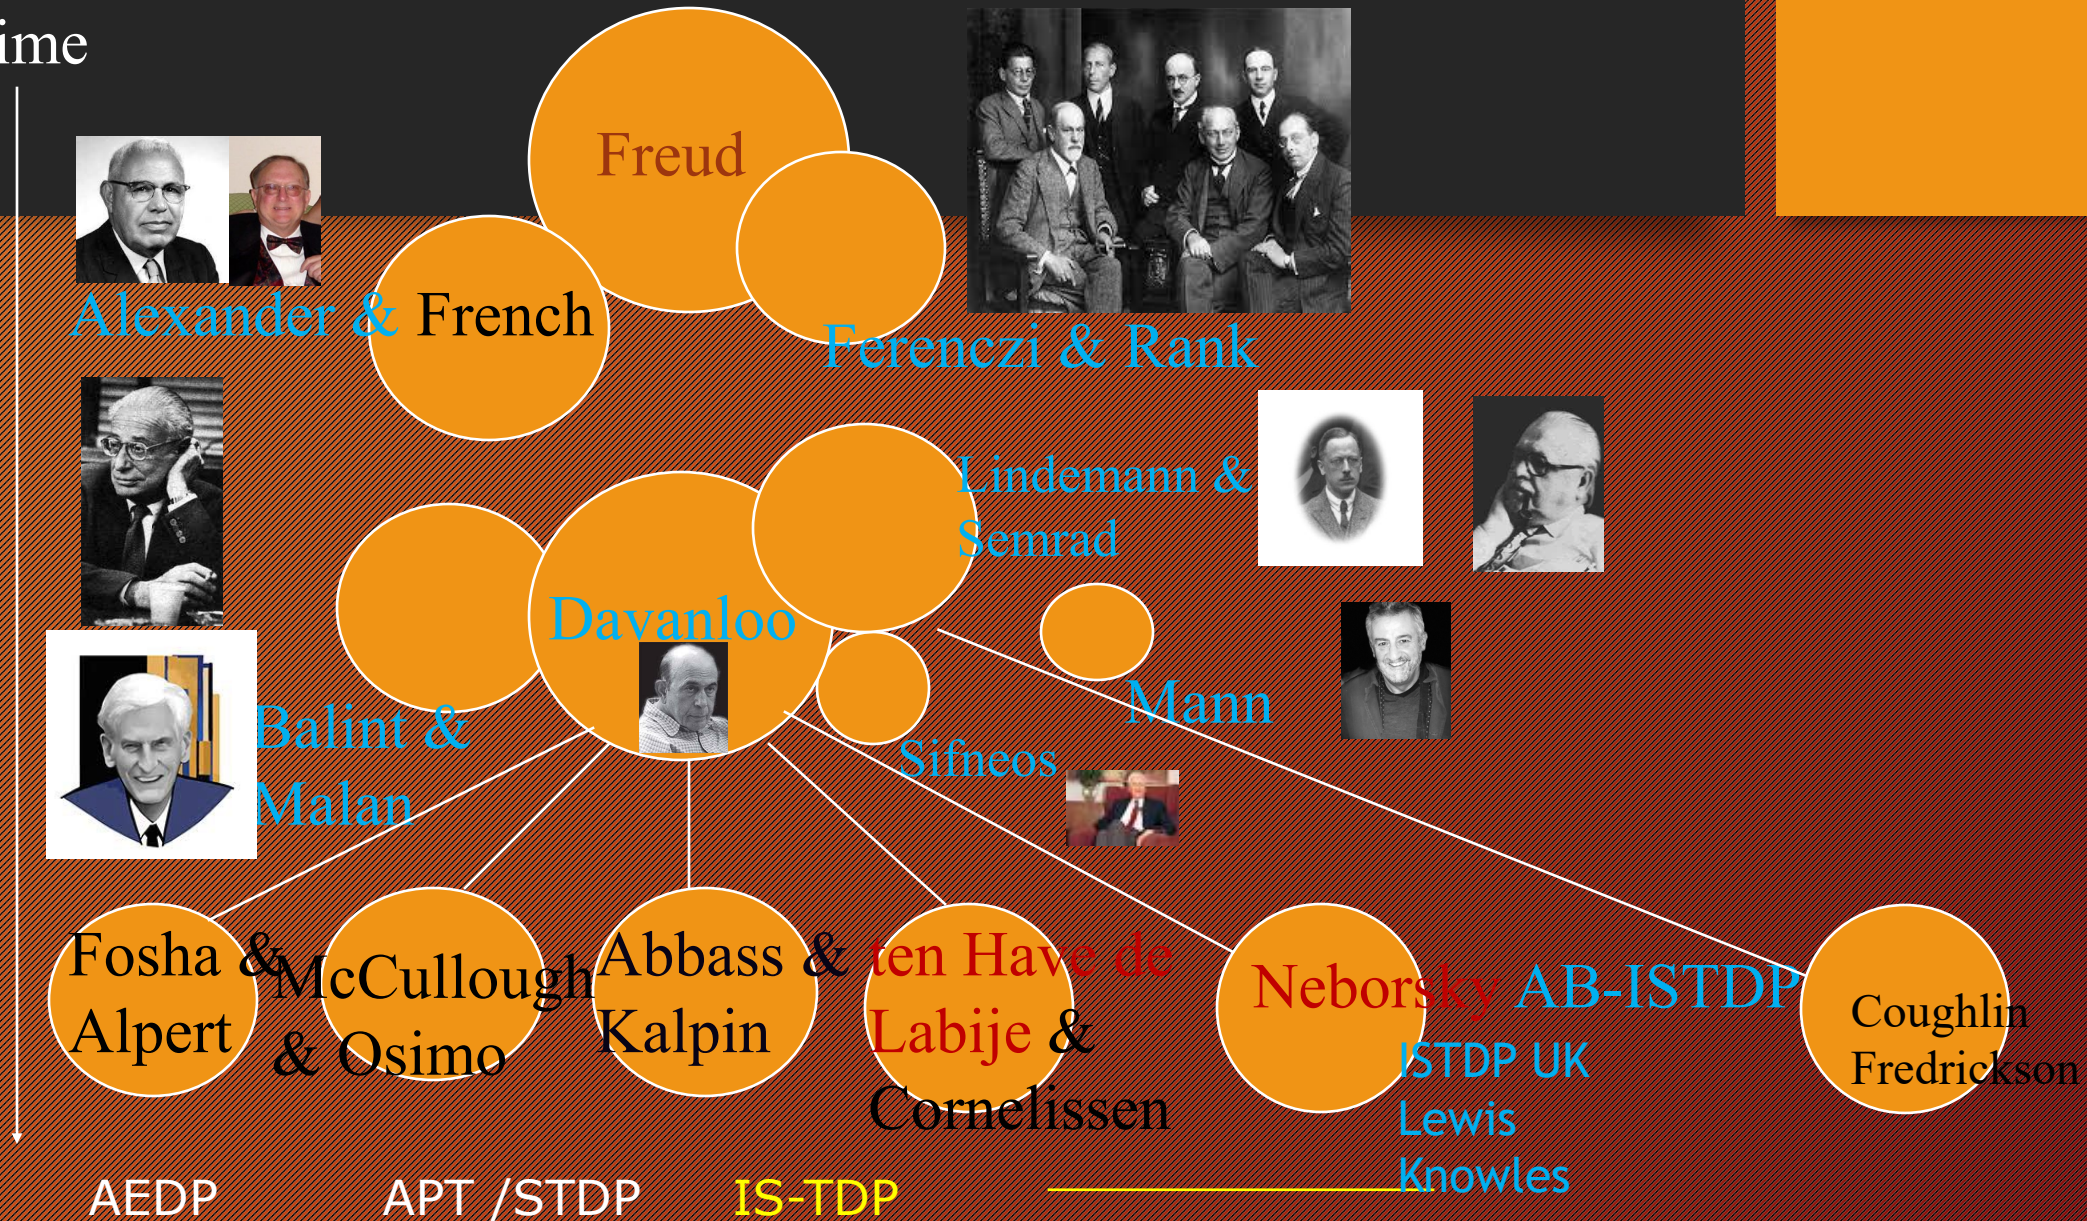 ime
Freud
Alexander & French
Ferenczi & Rank
Lindemann &
Semrad
Davanloo
Mann
Balint &
Malan
Sifneos
Fosha &
Alpert
McCullough
& Osimo
Abbass &
Kalpin
ten Have de
Labije &
Cornelissen
Neborsky AB-ISTDP
ISTDP UK
Lewis
Knowles
Coughlin
Fredrickson
AEDP
APT /STDP
IS-TDP